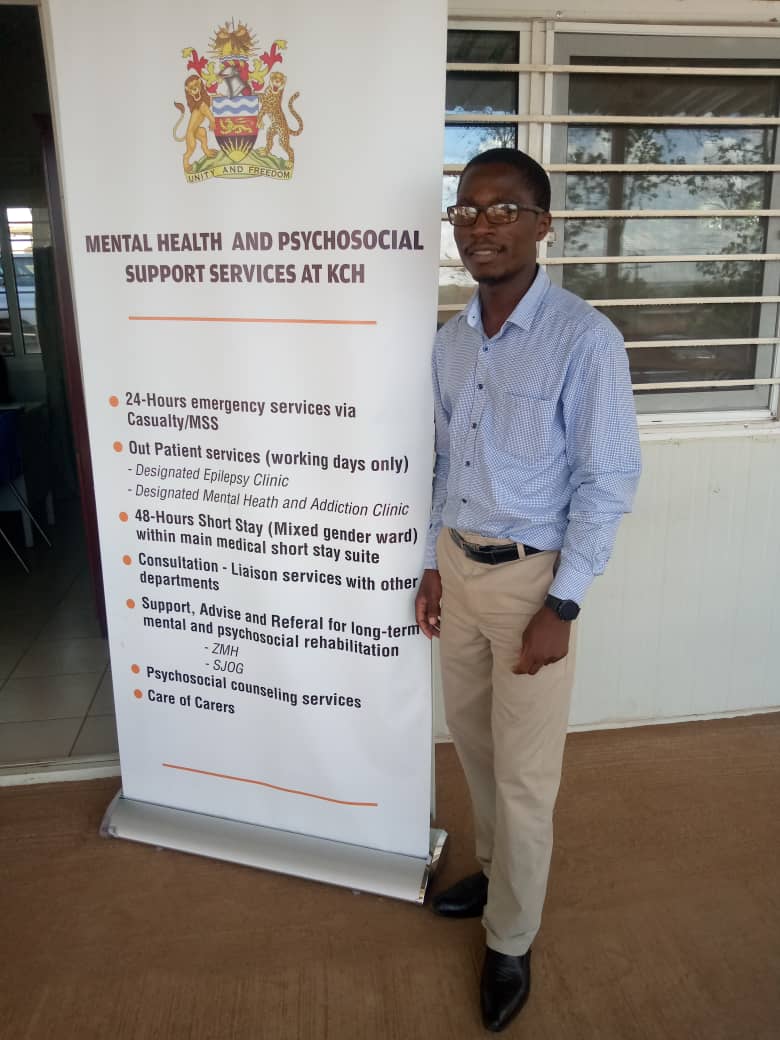 UNITY AND FREEDOM
MENTAL HEALTH AND PSYCHOSOCIAL
SUPPORT SERVICES AT KCH
24-Hours emergency services via
Casualty/MSS
Out Patient services (working days only)
- Designated Epilepsy Clinic
- Designated Mental Heath and Addiction Clinic
48-Hours Short Stay (Mixed gender ward)
within main medical short stay suite
Consultation - Liaison services with other
departments
Support, Advise and Referal for long-term
mental and psychosocial rehabilitation
- ZMH
- SJOG
Psychosocial counseling services
Care of Carers